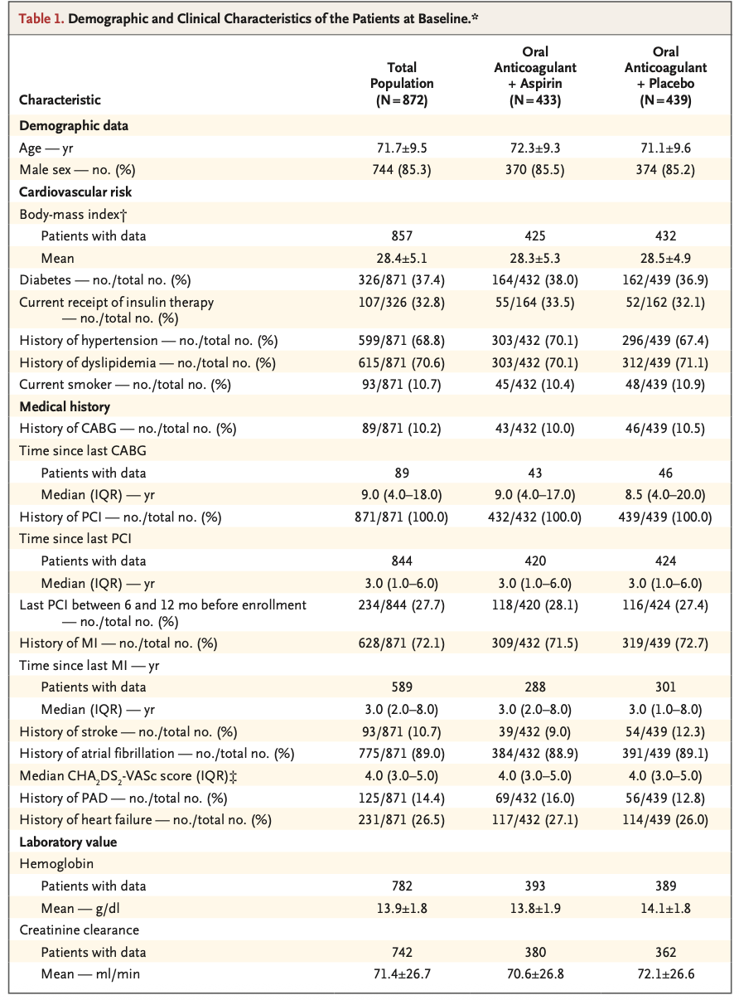 Table 1. Demographic and Clinical Characteristics of the Patients at Baseline.*
Characteristic Total Population (N=872) Oral Anticoagulant + Aspirin (N=433) Oral Anticoagulant + Placebo (N=439)
Demographic data
Age — yr 71.7±9.5 72.3±9.3 71.1±9.6
Male sex — no. (%) 744 (85.3) 370 (85.5) 374 (85.2)
Cardiovascular risk
Body-mass index†
Patients with data 857 425 432
Mean 28.4±5.1 28.3±5.3 28.5±4.9
Diabetes — no./total no. (%) 326/871 (37.4) 164/432 (38.0) 162/439 (36.9)
Current receipt of insulin therapy 107/326 (32.8) 55/164 (33.5) 52/162 (32.1)
— no./total no. (%)
History of hypertension — no./total no. (%) 599/871 (68.8) 303/432 (70.1) 296/439 (67.4)
History of dyslipidemia — no./total no. (%) 615/871 (70.6) 303/432 (70.1) 312/439 (71.1)
Current smoker — no./total no. (%) 93/871 (10.7) 45/432 (10.4) 48/439 (10.9)
Medical history
History of CABG — no./total no. (%) 89/871 (10.2) 43/432 (10.0) 46/439 (10.5)
Time since last CABG
Patients with data 89 43 46
Median (IQR) — yr 9.0 (4.0–18.0) 9.0 (4.0–17.0) 8.5 (4.0–20.0)
History of PCI — no./total no. (%) 871/871 (100.0) 432/432 (100.0) 439/439 (100.0)
Time since last PCI
Patients with data 844 420 424
Median (IQR) — yr 3.0 (1.0–6.0) 3.0 (1.0–6.0) 3.0 (1.0–6.0)
Last PCI between 6 and 12 mo before enrollment 234/844 (27.7) 118/420 (28.1) 116/424 (27.4)
— no./total no. (%)
History of MI — no./total no. (%) 628/871 (72.1) 309/432 (71.5) 319/439 (72.7)
Time since last MI — yr
Patients with data 589 288 301
Median (IQR) — yr 3.0 (2.0–8.0) 3.0 (2.0–8.0) 3.0 (1.0–8.0)
History of stroke — no./total no. (%) 93/871 (10.7) 39/432 (9.0) 54/439 (12.3)
History of atrial fibrillation — no./total no. (%) 775/871 (89.0) 384/432 (88.9) 391/439 (89.1)
Median CHA₂DS₂-VASc score (IQR)‡ 4.0 (3.0–5.0) 4.0 (3.0–5.0) 4.0 (3.0–5.0)
History of PAD — no./total no. (%) 125/871 (14.4) 69/432 (16.0) 56/439 (12.8)
History of heart failure — no./total no. (%) 231/871 (26.5) 117/432 (27.1) 114/439 (26.0)
Laboratory value
Hemoglobin
Patients with data 782 393 389
Mean — g/dl 13.9±1.8 13.8±1.9 14.1±1.8
Creatinine clearance
Patients with data 742 380 362
Mean — ml/min 71.4±26.7 70.6±26.8 72.1±26.6